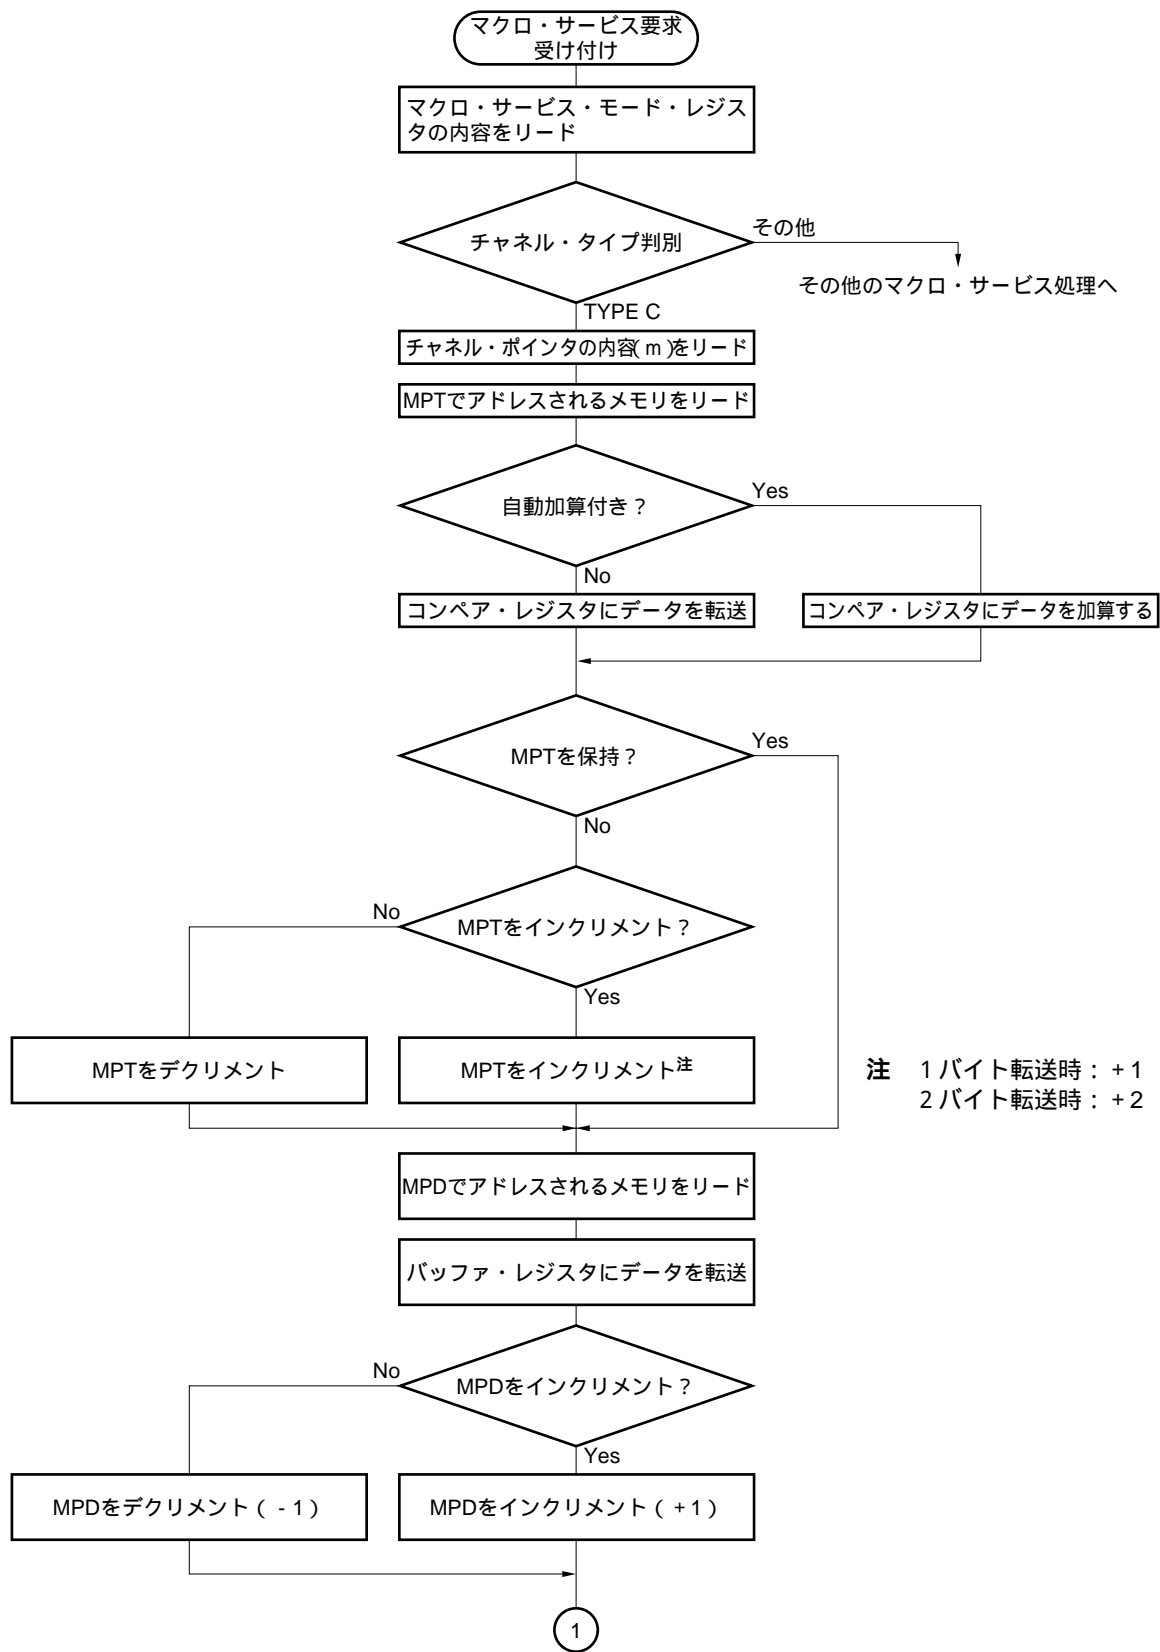 マクロ・サービス要求
受け付け
マクロ・サービス・モード・レジス
タの内容をリード
チャネル・タイプ判別
その他
その他のマクロ・サービス処理へ
TYPE C
チャネル・ポインタの内容(m)をリード
MPTでアドレスされるメモリをリード
自動加算付き?
Yes
No
コンペア・レジスタにデータを転送
コンペア・レジスタにデータを加算する
MPTを保持?
Yes
No
MPTをインクリメント?
No
Yes
MPTをデクリメント
MPTをインクリメント注
注 1バイト転送時:+1
2バイト転送時:+2
MPDでアドレスされるメモリをリード
バッファ・レジスタにデータを転送
MPDをインクリメント?
No
Yes
MPDをデクリメント(-1)
MPDをインクリメント(+1)
1